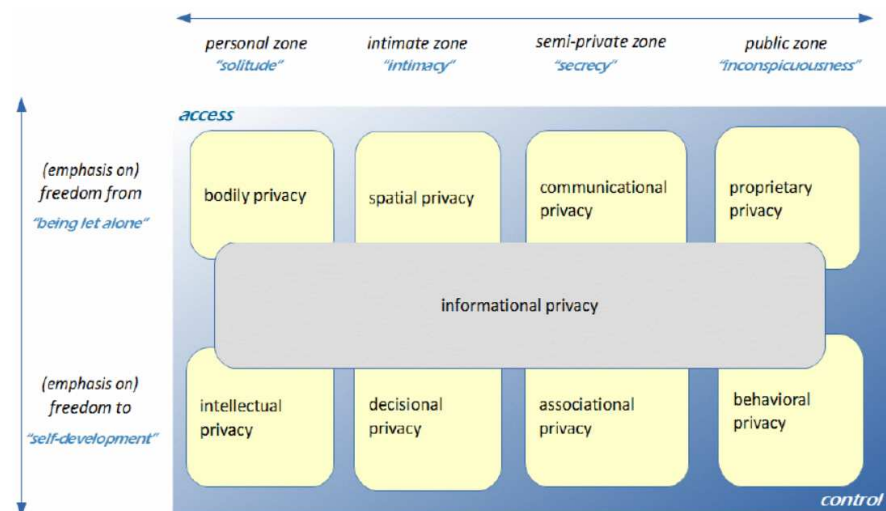 personal zone
"solitude"
intimate zone
"intimacy"
semi-private zone
"secrecy"
public zone
"inconspicuousness"
access
(emphasis on)
freedom from
"being let alone"
bodily privacy
spatial privacy
communicational
privacy
proprietary
privacy
informational privacy
(emphasis on)
freedom to
"self-development"
intellectual
privacy
decisional
privacy
associational
privacy
behavioral
privacy
control